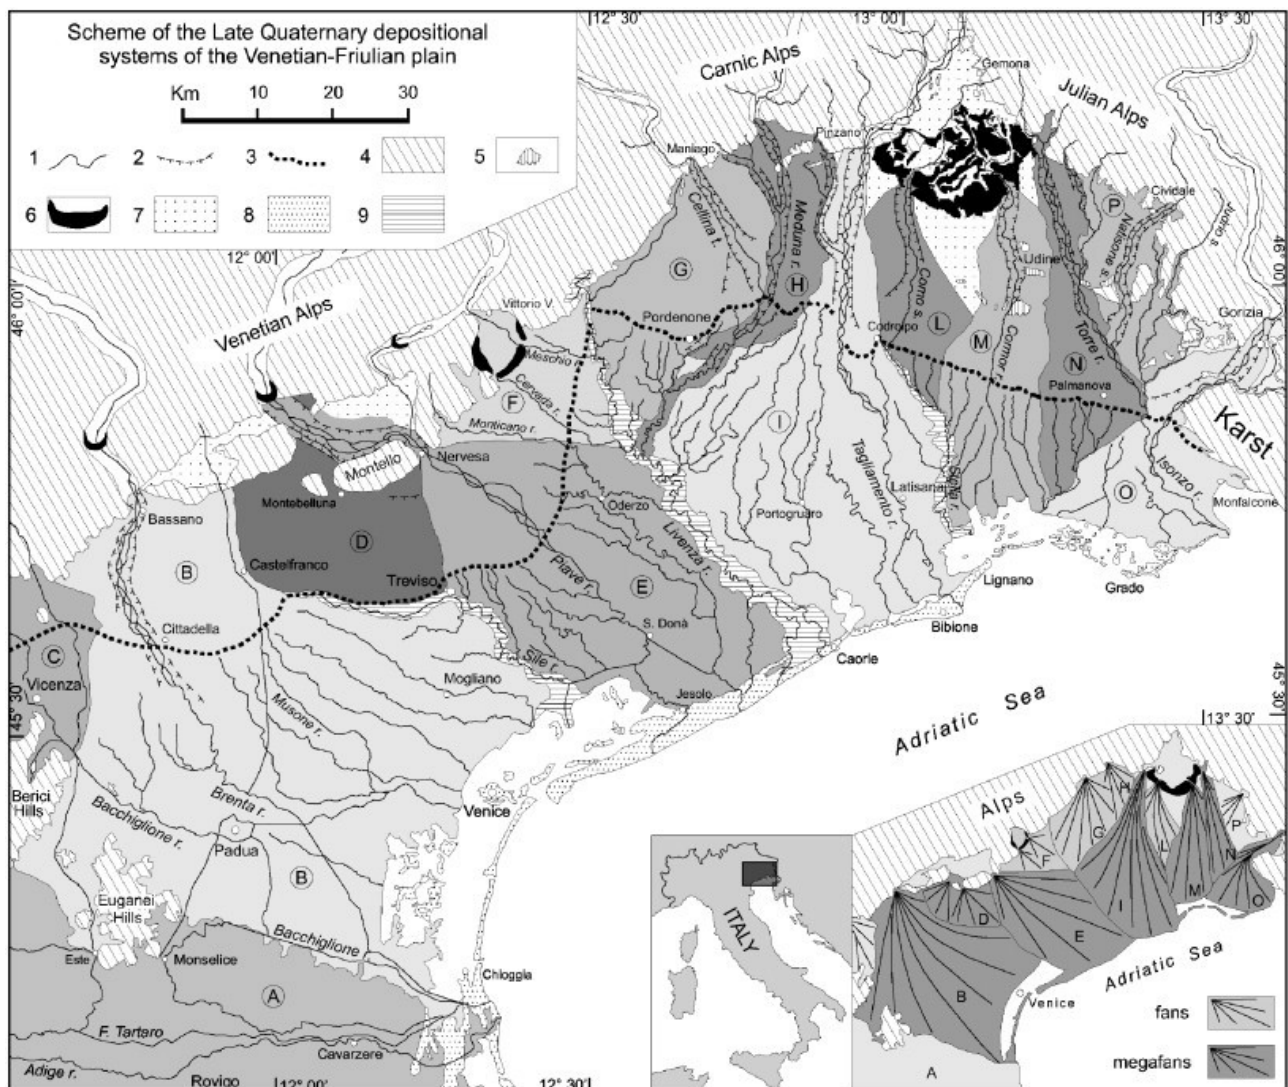 Scheme of the Late Quaternary depositional
systems of the Venetian-Friulian plain
Km 10 20 30
1 2 3 4 5
6 7 8 9
12° 30'
13° 00'
13° 30'
Carnic Alps
Gemona
Julian Alps
Pinzano
Maniago
Cividale
P
Cellina t.
Meduna r.
Natisone s.
Judrio s.
46° 00'
12° 00'
46° 00'
Udine
G
H
Corno s.
Vittorio V.
Venetian Alps
Pordenone
Codroipo
L
M
Cormor r.
Torre r.
Gorizia
Meschio r.
N
Palmanova
Cervada r.
F
Monticano r.
I
Karst
Nervesa
Montello
Tagliamento r.
Stella r.
Isonzo r.
Montebelluna
Oderzo
Latisana
O
Monfalcone
Bassano
Portogruaro
Livenza r.
D
B
Castelfranco
Treviso
Piave r.
E
Lignano
Grado
Cittadella
S. Donà
Bibione
C
Vicenza
Sile r.
Caorle
Mogliano
Jesolo
45° 30'
45° 30'
Musone r.
Adriatic Sea
13° 30'
Berici
Hills
Brenta r.
Venice
Bacchiglione r.
Padua
B
Euganei
Hills
Bacchiglione
Este
Monselice
Chioggia
A
F. Tartaro
Cavarzere
Adige r.
Rovigo
12° 00'
12° 30'
ITALY
Alps
H
G
P
F
L
N
D
I
M
O
E
B
Adriatic Sea
Venice
A
fans
megafans